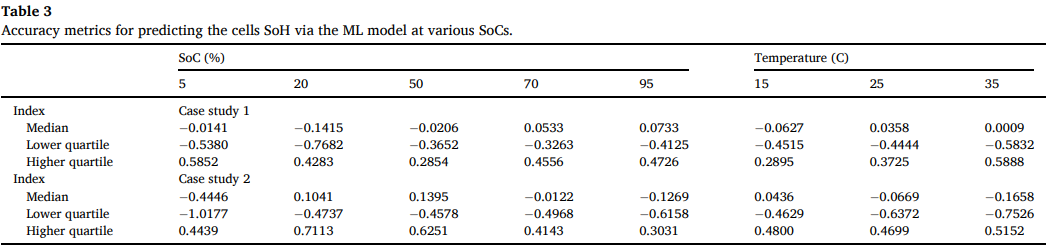 Table 3
Accuracy metrics for predicting the cells SoH via the ML model at various SoCs.
SoC (%) Temperature (C)
5 20 50 70 95 15 25 35
Index Case study 1
Median −0.0141 −0.1415 −0.0206 0.0533 0.0733 −0.0627 0.0358 0.0009
Lower quartile −0.5380 −0.7682 −0.3652 −0.3263 −0.4125 −0.4515 −0.4444 −0.5832
Higher quartile 0.5852 0.4283 0.2854 0.4556 0.4726 0.2895 0.3725 0.5888
Index Case study 2
Median −0.4446 0.1041 0.1395 −0.0122 −0.1269 0.0436 −0.0669 −0.1658
Lower quartile −1.0177 −0.4737 −0.4578 −0.4968 −0.6158 −0.4629 −0.6372 −0.7526
Higher quartile 0.4439 0.7113 0.6251 0.4143 0.3031 0.4800 0.4699 0.5152